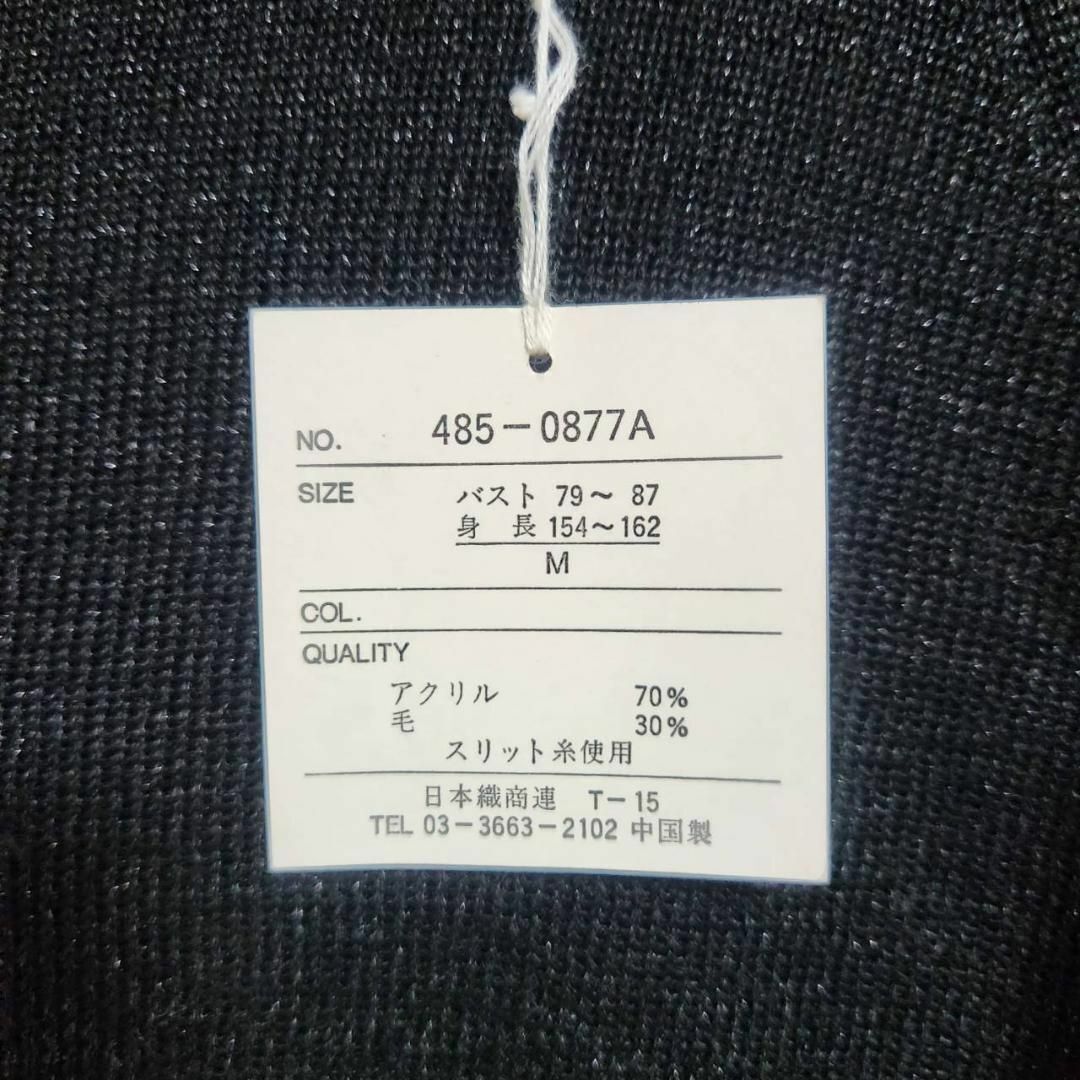 NO. 485-0877A
SIZE バスト 79～ 87
身 長 154～162
M
COL.
QUALITY
アクリル 70%
毛 30%
スリット糸使用
日本織商連 T-15
TEL 03-3663-2102 中国製